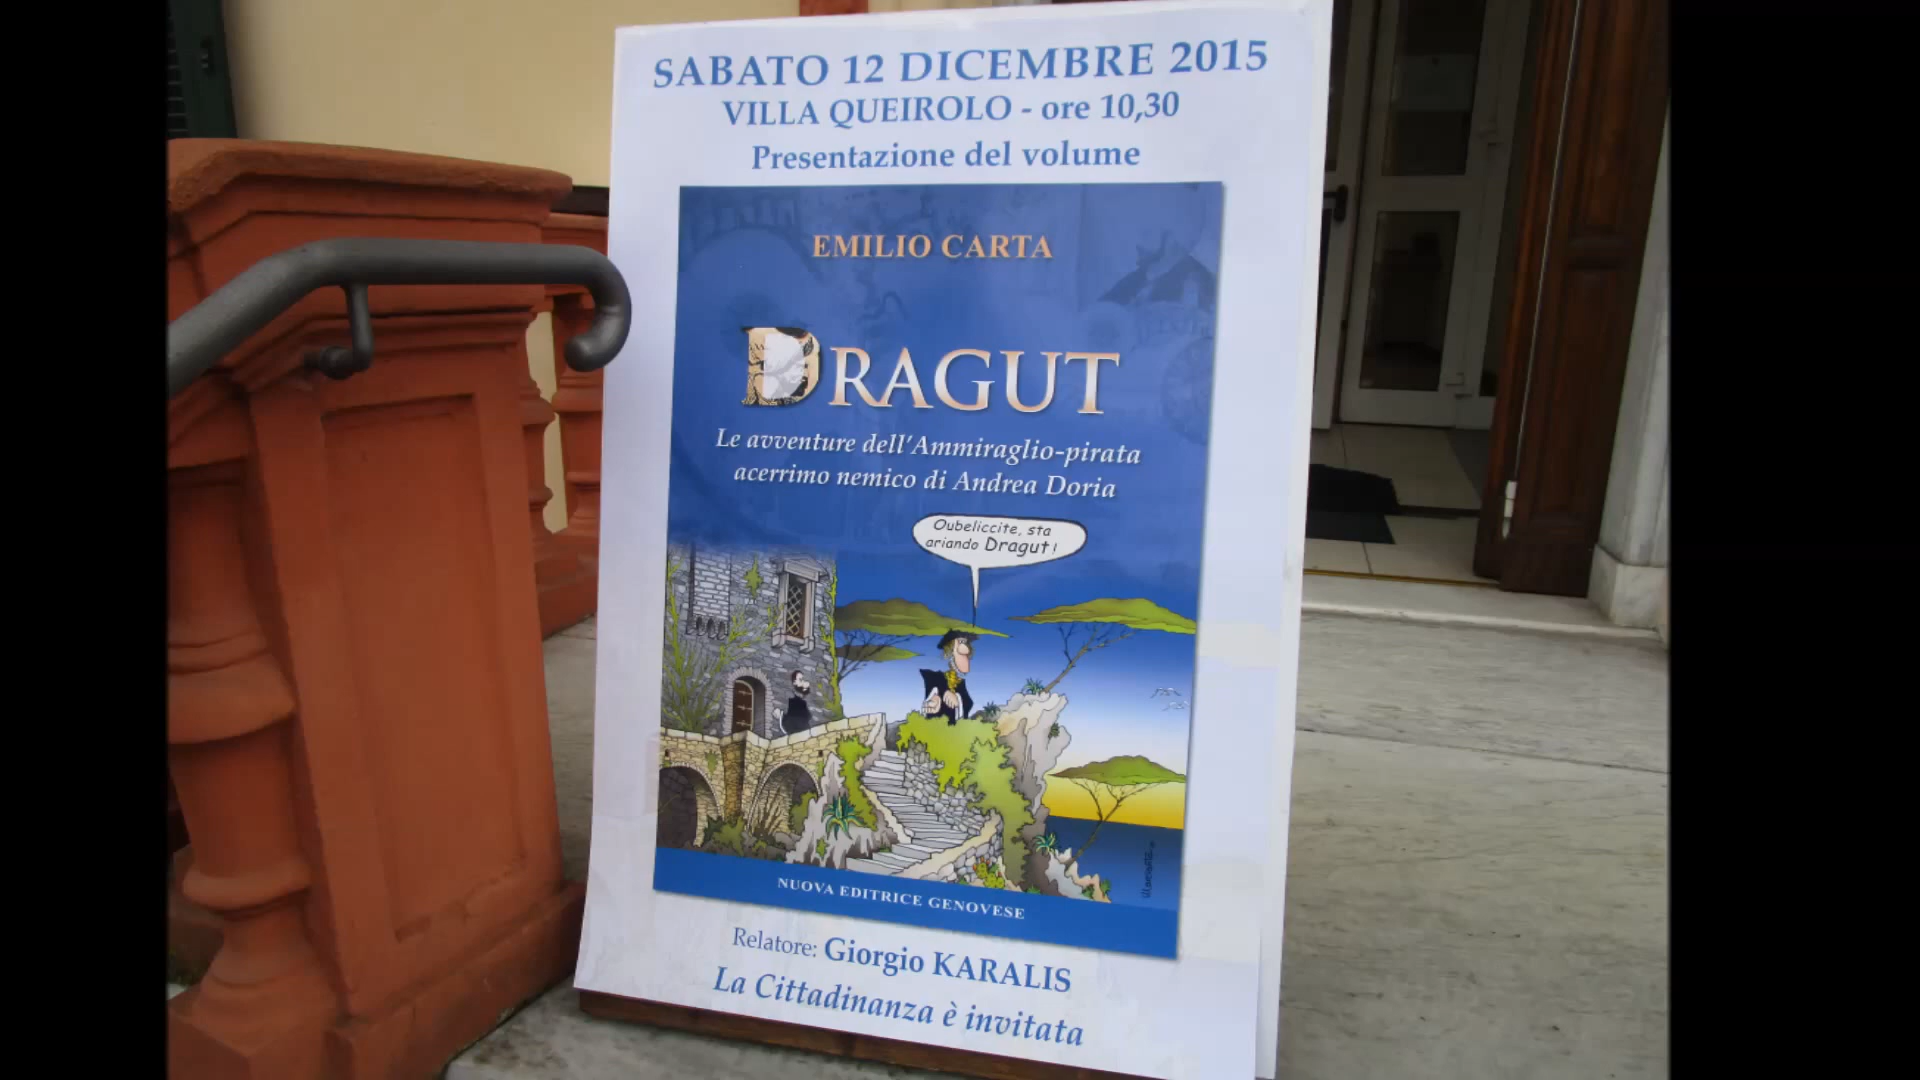 SABATO 12 DICEMBRE 2015
VILLA QUEIROLO - ore 10,30
Presentazione del volume
EMILIO CARTA
DRAGUT
Le avventure dell'Ammiraglio-pirata
acerrimo nemico di Andrea Doria
Oubeliccite, sta
ariando Dragut!
NUOVA EDITRICE GENOVESE
Relatore: Giorgio KARALIS
La Cittadinanza è invitata